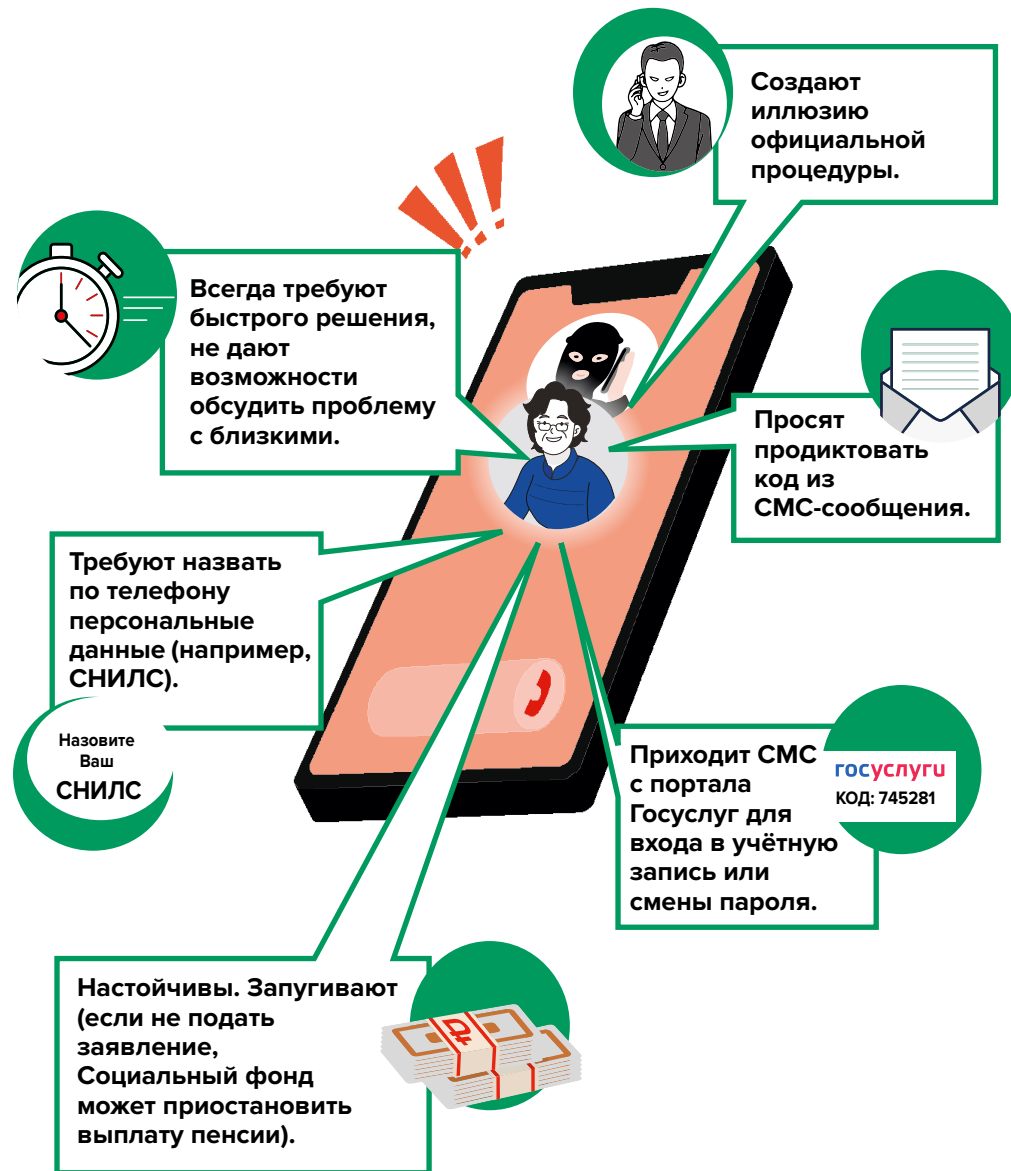 Создают
иллюзию
официальной
процедуры.
Всегда требуют
быстрого решения,
не дают
возможности
обсудить проблему
с близкими.
Просят
продиктовать
код из
СМС-сообщения.
Требуют назвать
по телефону
персональные
данные (например,
СНИЛС).
Назовите
Ваш
СНИЛС
Приходит СМС
с портала
Госуслуг для
входа в учётную
запись или
смены пароля.
госуслуги
КОД: 745281
Настойчивы. Запугивают
(если не подать
заявление,
Социальный фонд
может приостановить
выплату пенсии).
₽